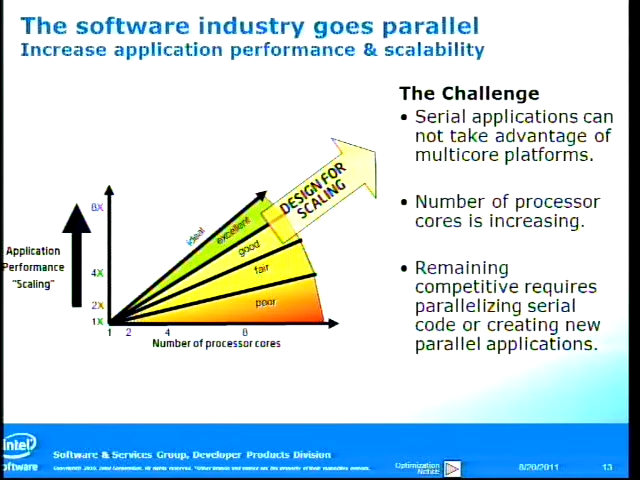 The software industry goes parallel
Increase application performance & scalability
The Challenge
• Serial applications can
not take advantage of
multicore platforms.
• Number of processor
cores is increasing.
• Remaining
competitive requires
parallelizing serial
code or creating new
parallel applications.
DESIGN FOR
SCALING
8X
ideal
excellent
good
fair
poor
Application
Performance
"Scaling"
4X
2X
1X
1 2 4 8
Number of processor cores
intel
oftware
Software & Services Group, Developer Products Division
Optimization
Notice
8/20/2011
13